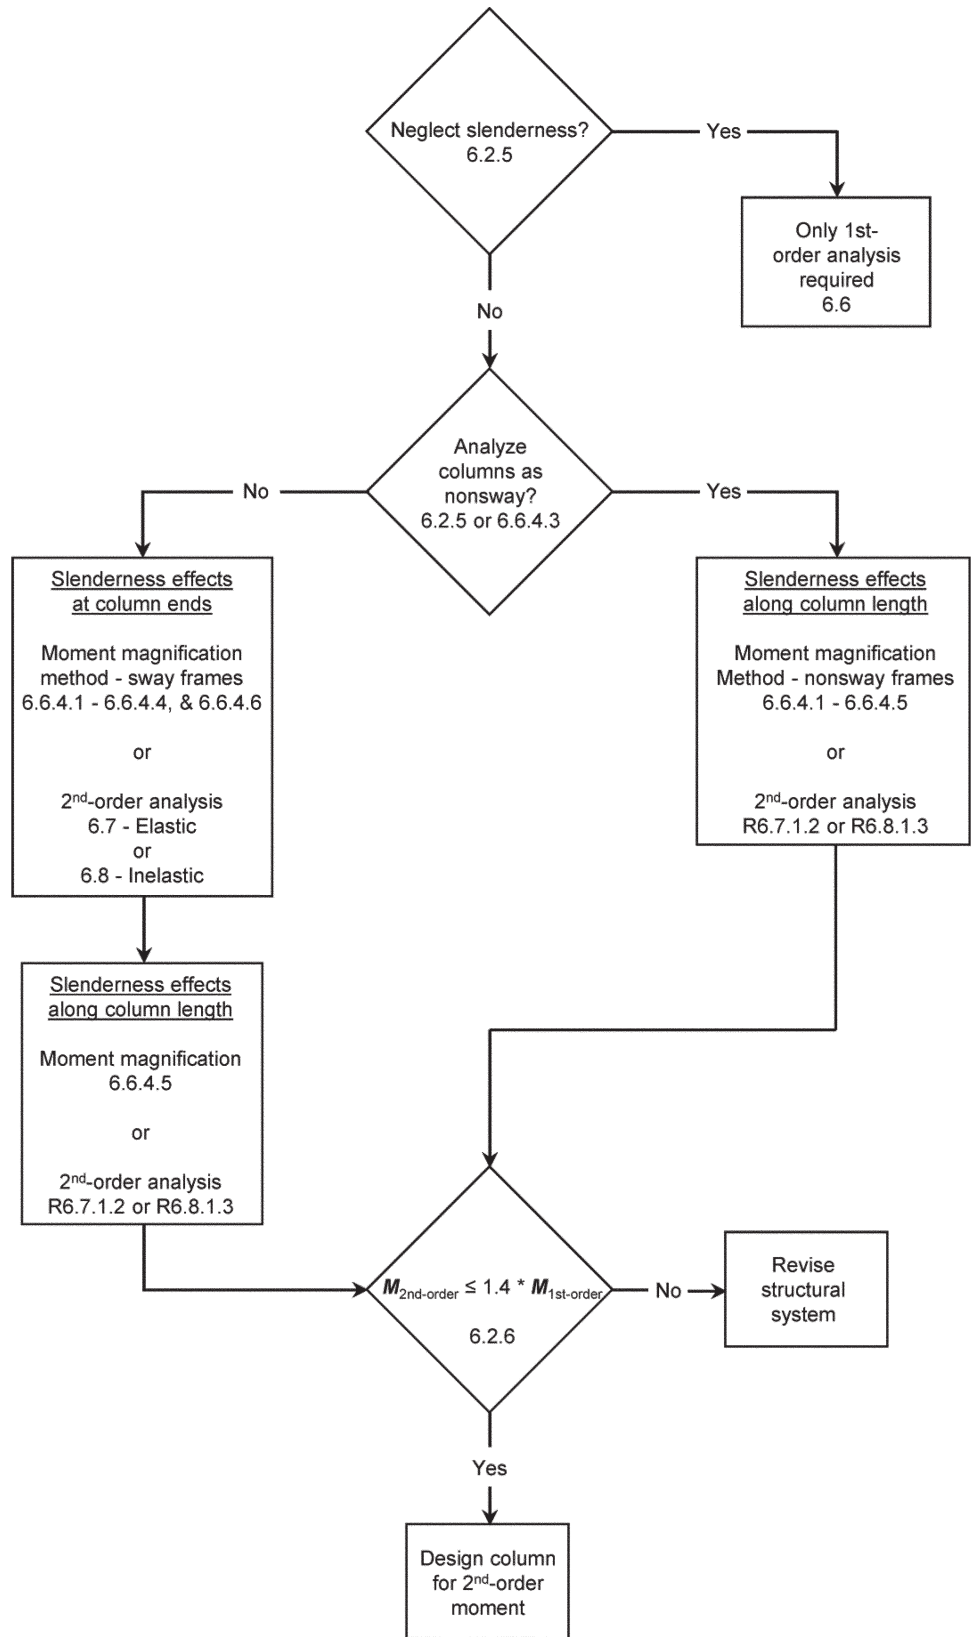 Neglect slenderness?
6.2.5
Yes
Only 1st-
order analysis
required
6.6
No
Analyze
columns as
nonsway?
6.2.5 or 6.6.4.3
No
Yes
Slenderness effects
at column ends
Moment magnification
method - sway frames
6.6.4.1 - 6.6.4.4, & 6.6.4.6
or
2nd-order analysis
6.7 - Elastic
or
6.8 - Inelastic
Slenderness effects
along column length
Moment magnification
Method - nonsway frames
6.6.4.1 - 6.6.4.5
or
2nd-order analysis
R6.7.1.2 or R6.8.1.3
Slenderness effects
along column length
Moment magnification
6.6.4.5
or
2nd-order analysis
R6.7.1.2 or R6.8.1.3
M2nd-order ≤ 1.4 * M1st-order
6.2.6
No
Revise
structural
system
Yes
Design column
for 2nd-order
moment